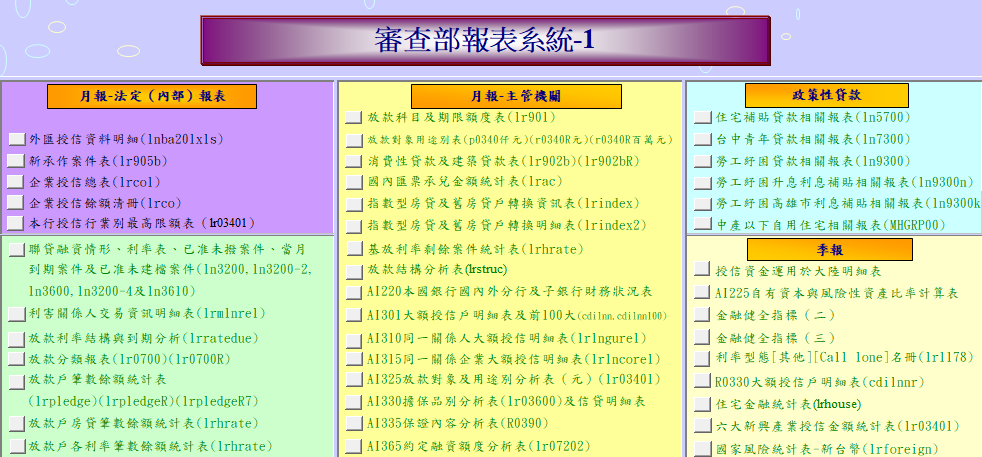 審查部報表系統-1
月報-法定（內部）報表
外匯授信資料明細(lnba20lxls)
新承作案件表(lr905b)
企業授信總表(lrcol)
企業授信餘額清冊(lrco)
本行授信行業別最高限額表（lr03401）
聯貸融資情形、利率表、已准未撥案件、當月
到期案件及已准未建檔案件(ln3200,ln3200-2,
ln3600,ln3200-4及ln3610)
利害關係人交易資訊明細表(lrmlnrel)
放款利率結構與到期分析(lrratedue)
放款分類報表(lr0700)(lr0700R)
放款戶筆數餘額統計表
(lrpledge)(lrpledgeR)(lrpledgeR7)
放款戶房貸筆數餘額統計表(lrhrate)
放款戶各利率筆數餘額統計表(lrhrate)
月報-主管機關
放款科目及期限額度表(lr901)
放款對象用途別表(p0340仟元)(r0340R元)(r0340R百萬元)
消費性貸款及建築貸款表(lr902b)(lr902bR)
國內匯票承兌金額統計表(lrac)
指數型房貸及舊房貸戶轉換資訊表(lrindex)
指數型房貸及舊房貸戶轉換明細表(lrindex2)
基放利率剩餘案件統計表(lrhrate)
放款結構分析表(lrstruc)
AI220本國銀行國內外分行及子銀行財務狀況表
AI301大額授信戶明細表及前100大(cdilnn.cdilnn100)
AI310同一關係人大額授信明細表(lrlngurel)
AI315同一關係企業大額授信明細表(lrlncorel)
AI325放款對象及用途別分析表（元）(lr03401)
AI330擔保品別分析表(lr03600)及信貸明細表
AI335保證內容分析表(R0390)
AI365約定融資額度分析表(lr07202)
政策性貸款
住宅補貼貸款相關報表(ln5700)
台中青年貸款相關報表(ln7300)
勞工紓困貸款相關報表(ln9300)
勞工紓困升息利息補貼相關報表(ln9300n)
勞工紓困高雄市利息補貼相關報表(ln9300k
中產以下自用住宅相關報表(MHGRP00)
季報
授信資金運用於大陸明細表
AI225自有資本與風險性資產比率計算表
金融健全指標（二）
金融健全指標（三）
利率型態[其他][Call lone]名冊(lrI178)
R0330大額授信戶明細表(cdilnnr)
住宅金融統計表(lrhouse)
六大新興產業授信金額統計表(lr03401)
國家風險統計表-新台幣(lrforeign)